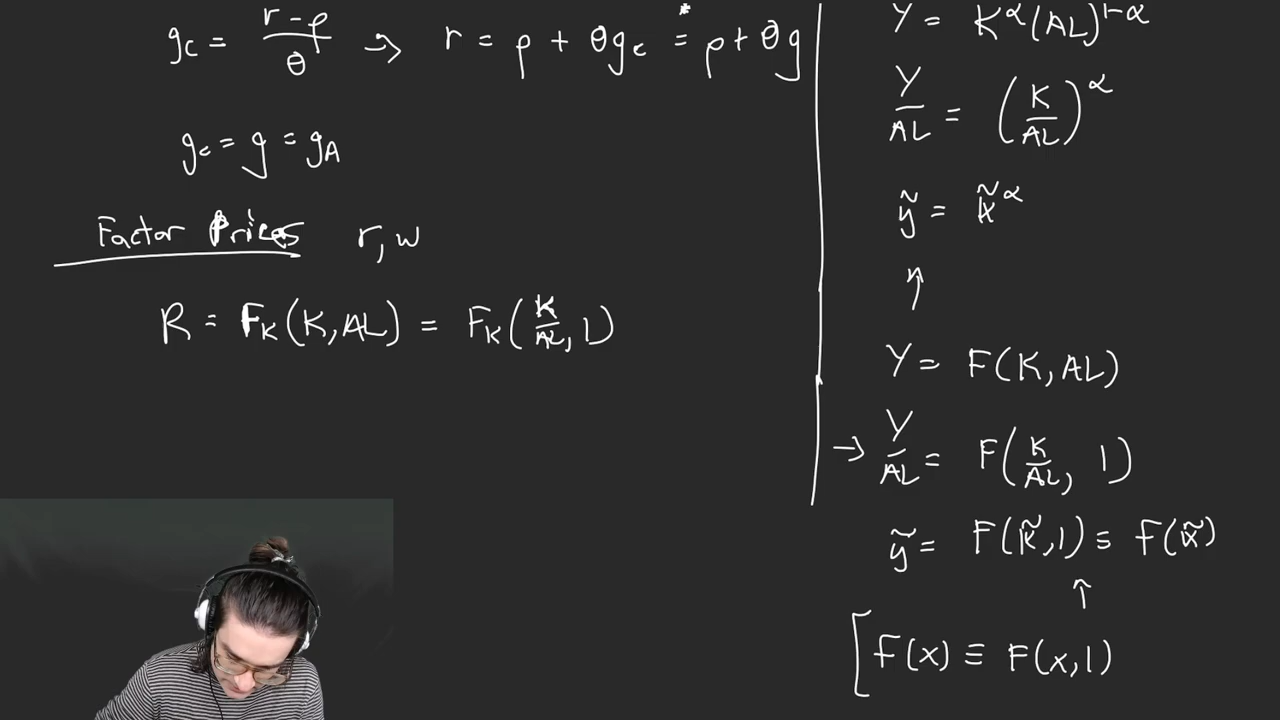 g_c = (r - ρ)/θ → r = ρ + θg_c =* ρ + θg
g_c = g = g_A
Factor Prices r, w
R = F_K(K, AL) = F_K(K/AL, 1)
Y = K^α(AL)^1-α
Y/AL = (K/AL)^α
ỹ = k̃^α
↑
Y = F(K, AL)
→ Y/AL = F(K/AL, 1)
ỹ = F(k̃, 1) ≡ f(k̃)
↑
[f(x) ≡ F(x, 1)